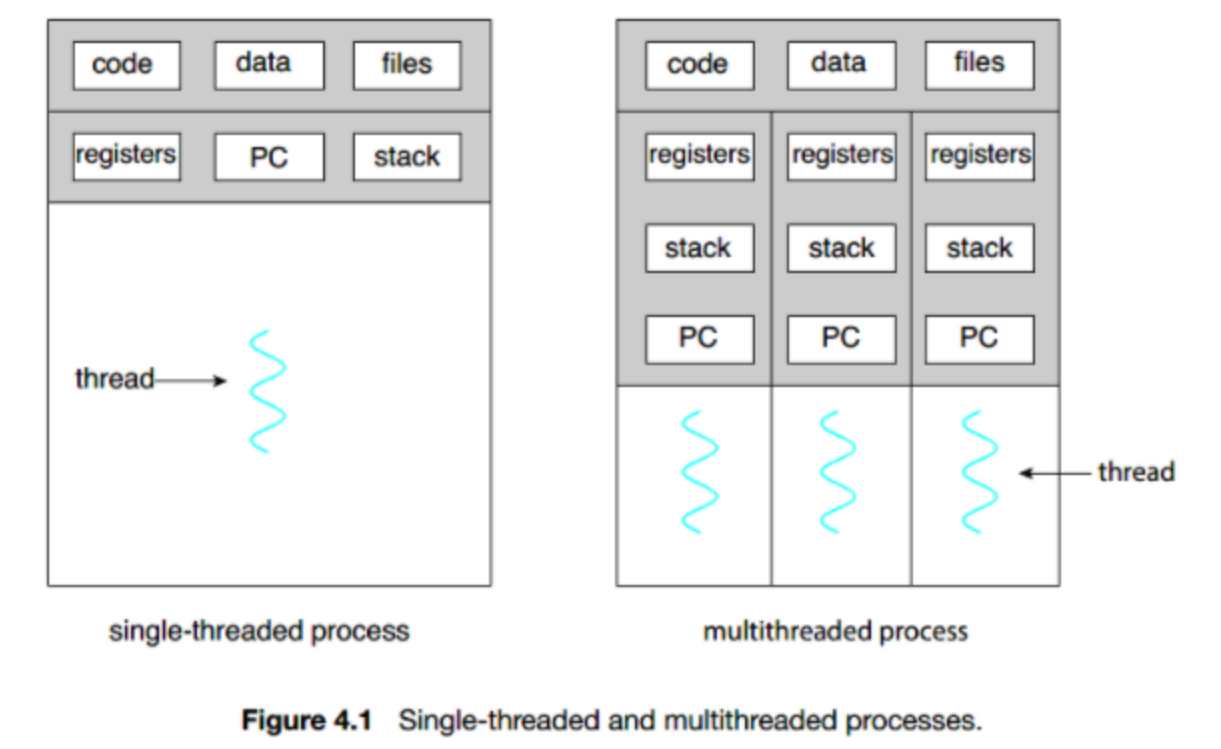 code data files code data files
registers PC stack registers registers registers
stack stack stack
PC PC PC
thread
thread
single-threaded process multithreaded process
Figure 4.1 Single-threaded and multithreaded processes.